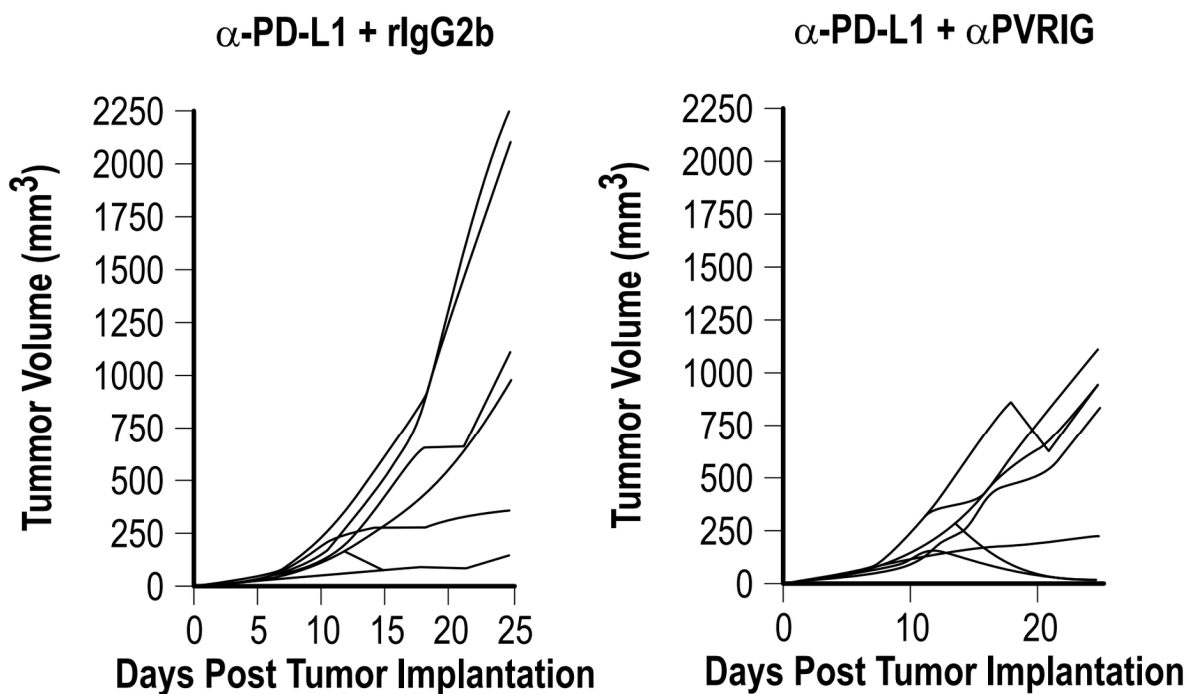 α-PD-L1 + rIgG2b
Tummor Volume (mm³)
2250
2000
1750
1500
1250
1000
750
500
250
0
0 5 10 15 20 25
Days Post Tumor Implantation
α-PD-L1 + αPVRIG
Tummor Volume (mm³)
2250
2000
1750
1500
1250
1000
750
500
250
0
0 10 20
Days Post Tumor Implantation